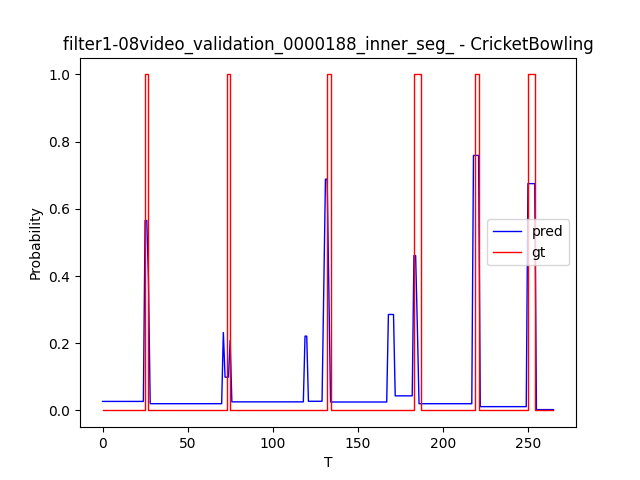 filter1-08video_validation_0000188_inner_seg_ - CricketBowling
1.0
0.8
0.6
0.4
0.2
0.0
Probability
pred
gt
0 50 100 150 200 250
T